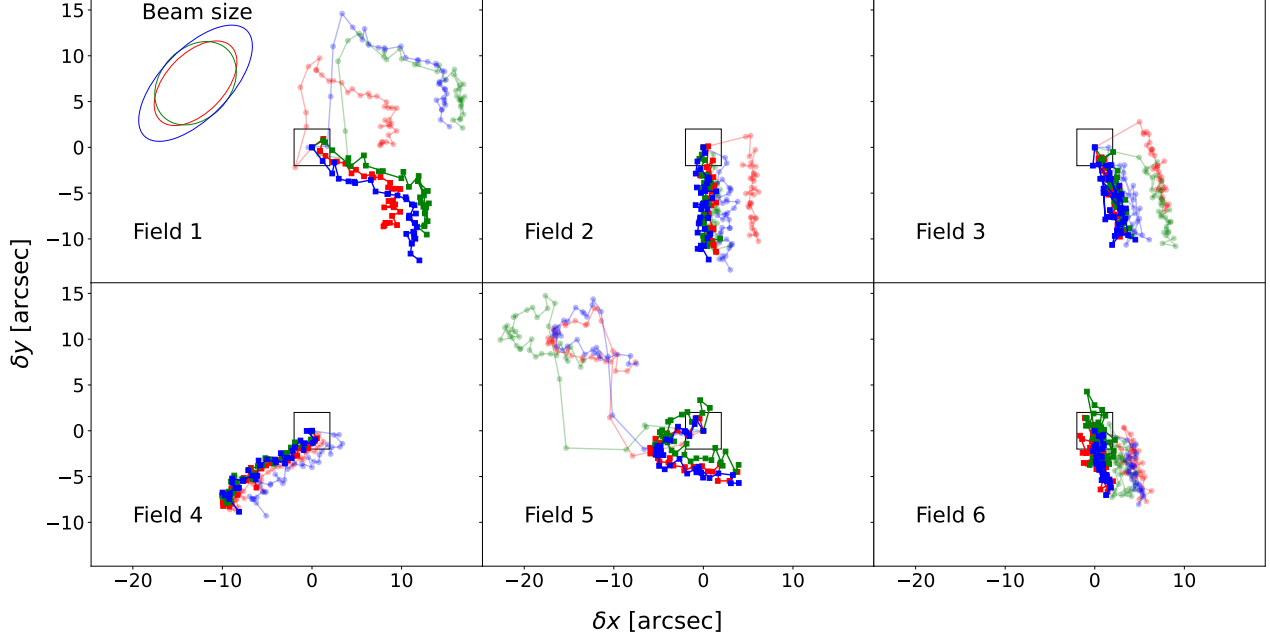 Beam size
15
10
5
0
−5
−10
Field 1
Field 2
Field 3
15
10
5
0
−5
−10
Field 4
Field 5
Field 6
−20 −10 0 10
−20 −10 0 10
−20 −10 0 10
δy [arcsec]
δx [arcsec]